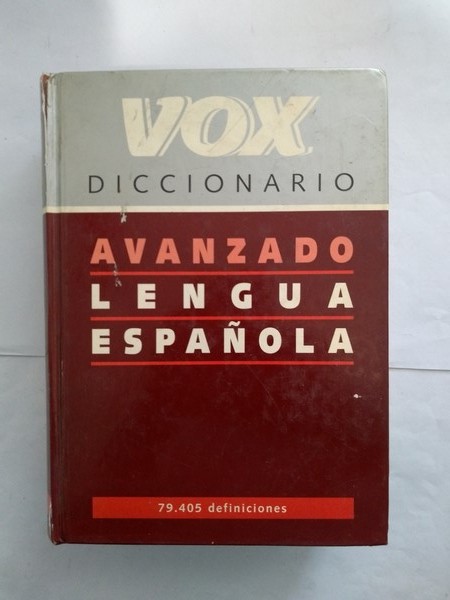 VOX
DICCIONARIO
AVANZADO
LENGUA
ESPAÑOLA
79.405 definiciones